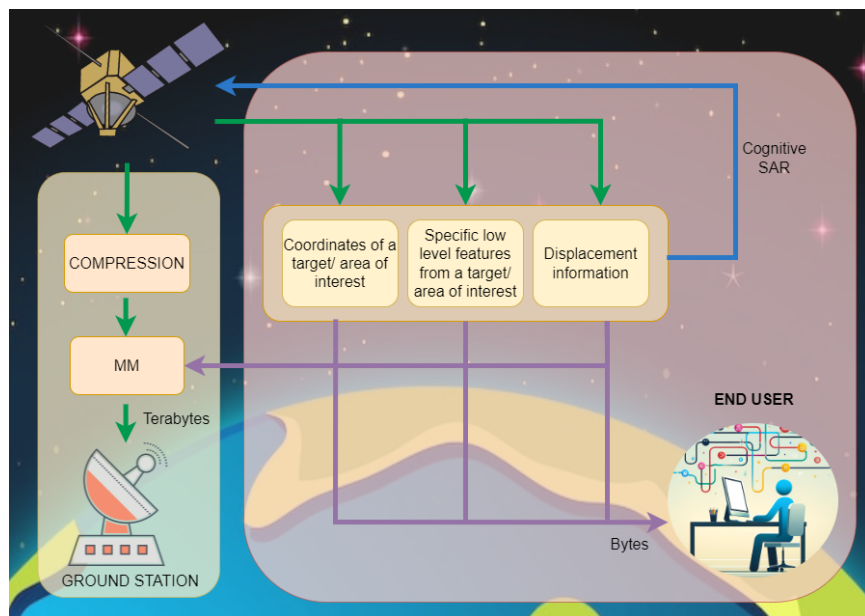 Cognitive
SAR
COMPRESSION
Coordinates of a
target/ area of
interest
Specific low
level features
from a target/
area of interest
Displacement
information
MM
Terabytes
END USER
Bytes
GROUND STATION